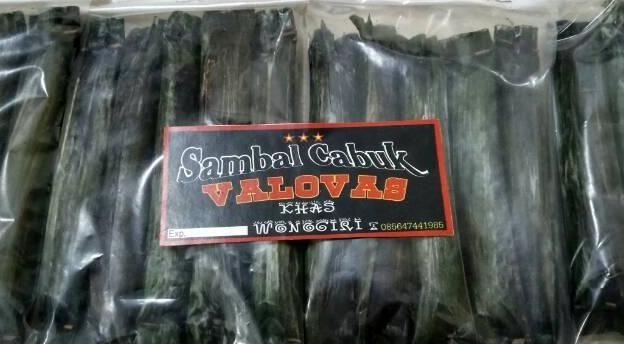 Sambal Cabuk
VALOVAS
KHAS
WONOGIRI
085647441985
Exp.